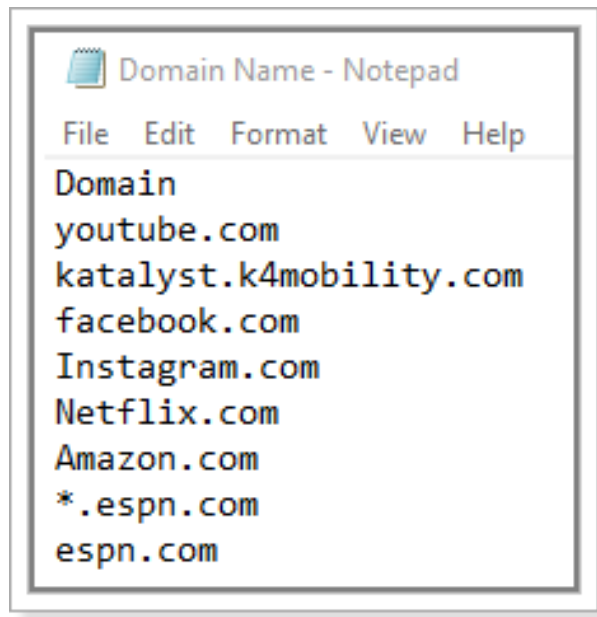 Domain Name - Notepad
File Edit Format View Help
Domain
youtube.com
katalyst.k4mobility.com
facebook.com
Instagram.com
Netflix.com
Amazon.com
*.espn.com
espn.com